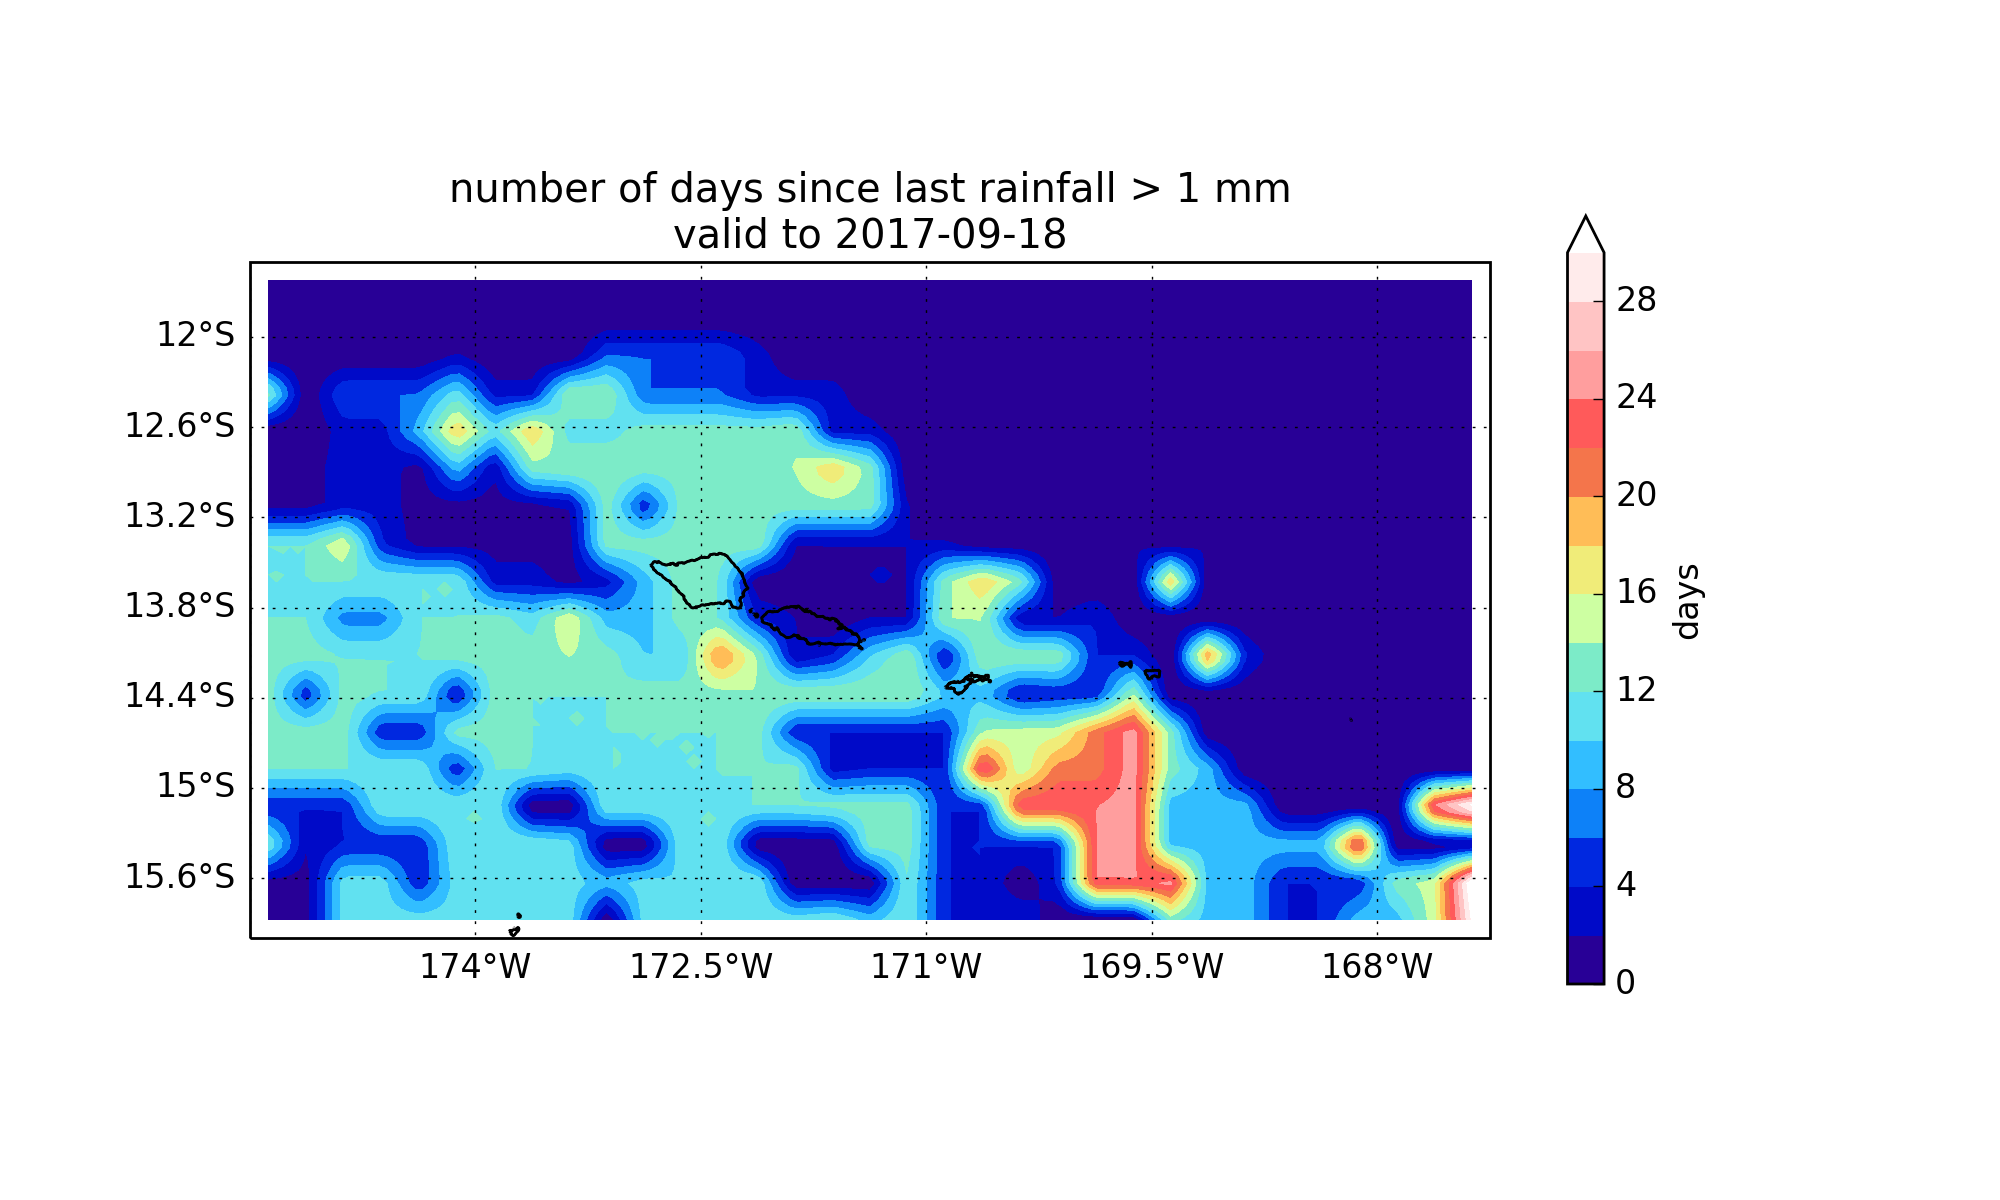 number of days since last rainfall > 1 mm
valid to 2017-09-18
12°S
12.6°S
13.2°S
13.8°S
14.4°S
15°S
15.6°S
174°W
172.5°W
171°W
169.5°W
168°W
28
24
20
16
12
8
4
0
days